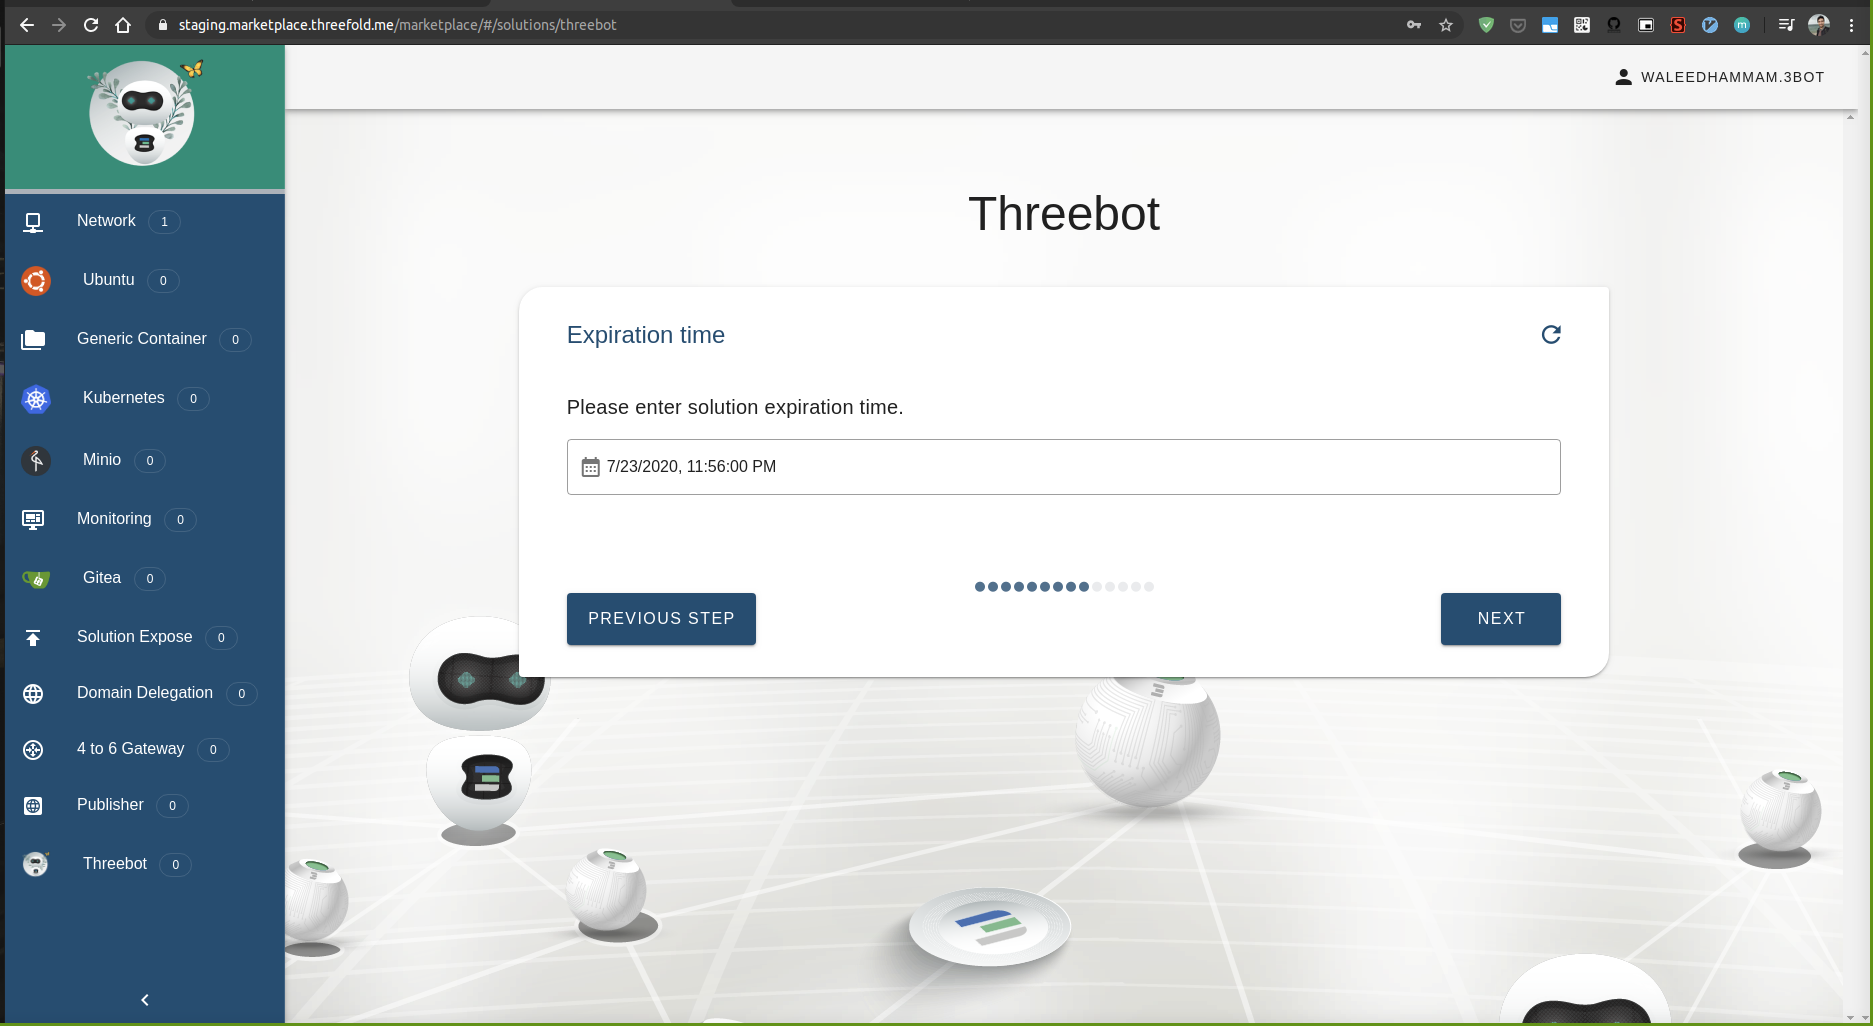 staging.marketplace.threefold.me/marketplace/#/solutions/threebot
WALEEDHAMMAM.3BOT
Network 1
Ubuntu 0
Generic Container 0
Kubernetes 0
Minio 0
Monitoring 0
Gitea 0
Solution Expose 0
Domain Delegation 0
4 to 6 Gateway 0
Publisher 0
Threebot 0
Threebot
Expiration time
Please enter solution expiration time.
7/23/2020, 11:56:00 PM
PREVIOUS STEP
NEXT